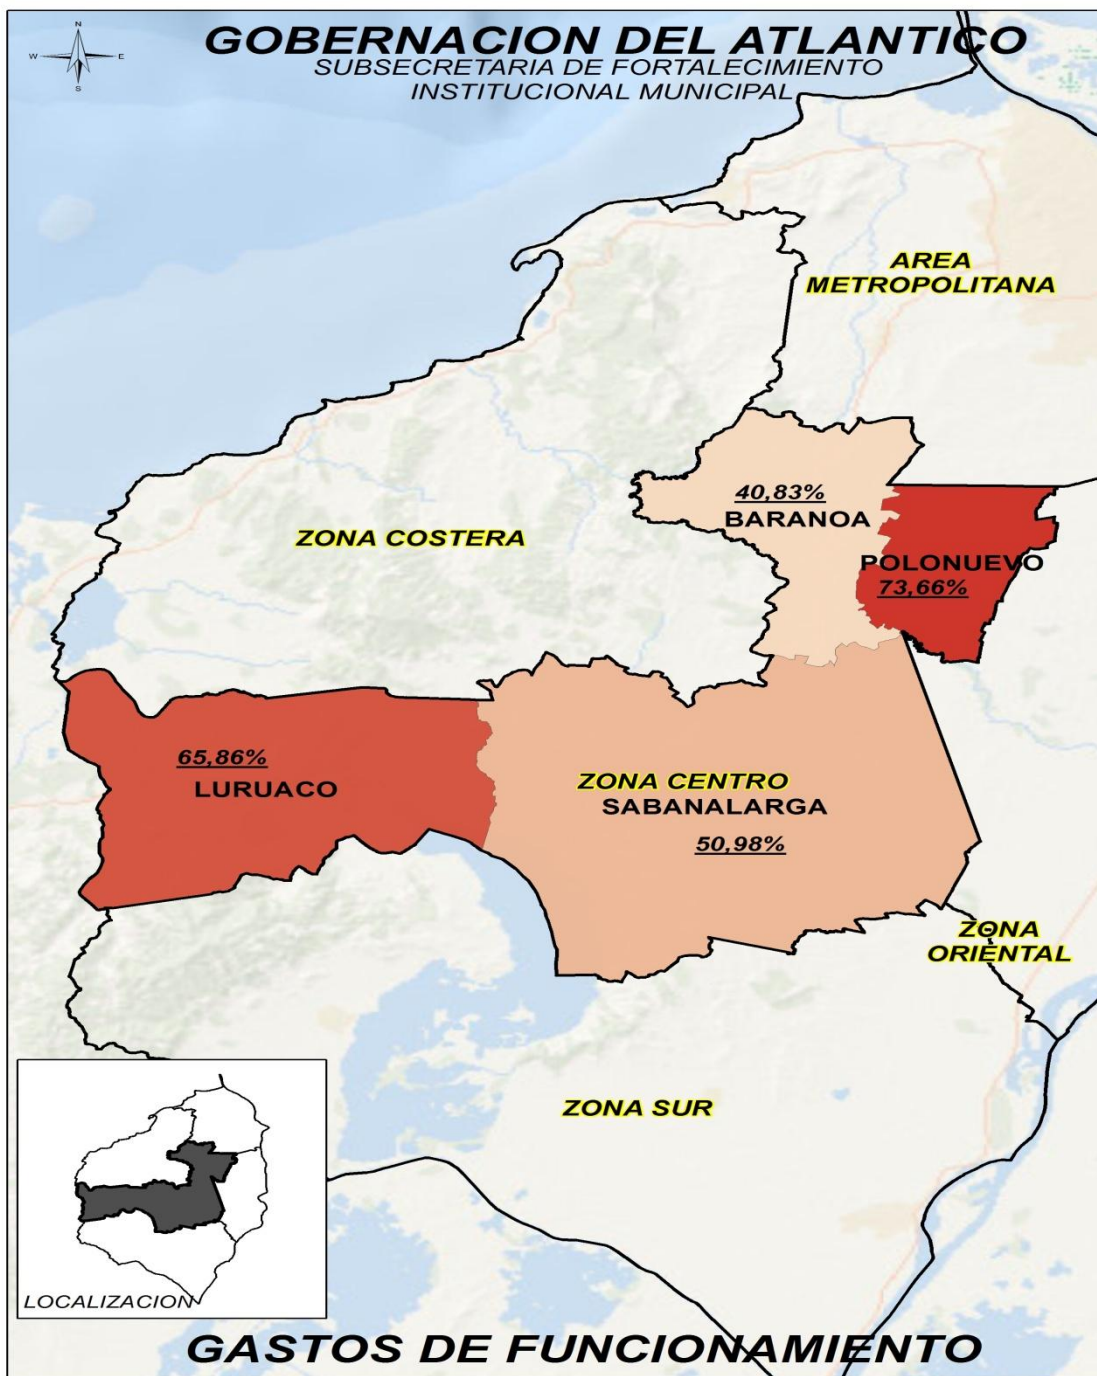 N
W E
S
GOBERNACION DEL ATLANTICO
SUBSECRETARIA DE FORTALECIMIENTO
INSTITUCIONAL MUNICIPAL
AREA
METROPOLITANA
40,83%
BARANOA
ZONA COSTERA
POLONUEVO
73,66%
65,86%
LURUACO
ZONA CENTRO
SABANALARGA
50,98%
ZONA
ORIENTAL
ZONA SUR
LOCALIZACION
GASTOS DE FUNCIONAMIENTO